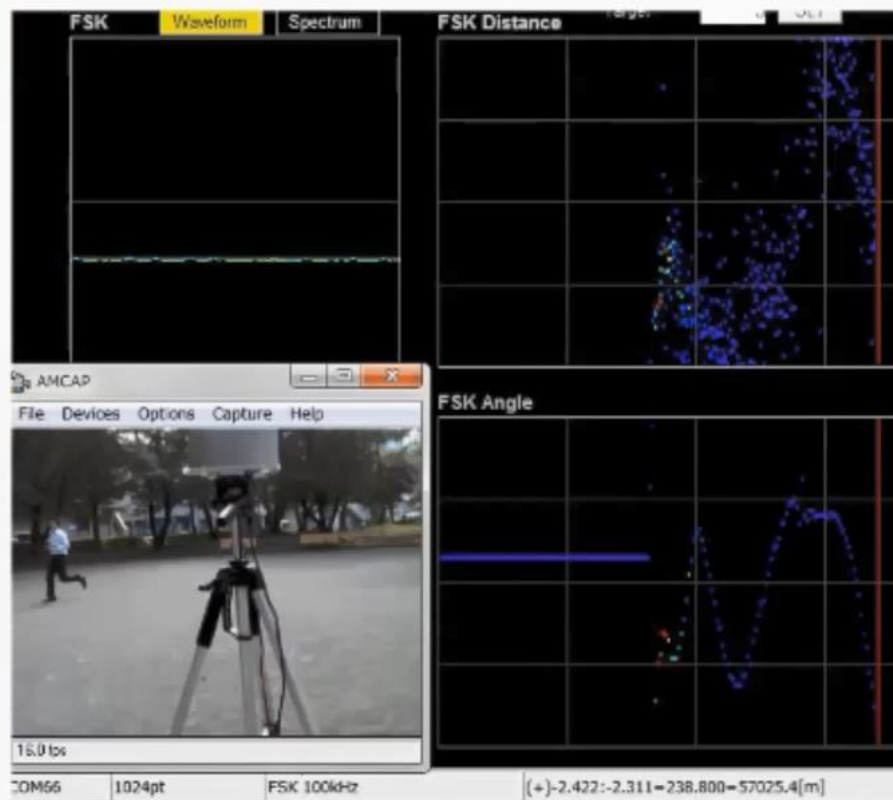 FSK Waveform Spectrum
FSK Distance
AMCAP
File Devices Options Capture Help
FSK Angle
16.0 fps
COM66 1024pt FSK 100kHz (+)-2.422:-2.311=238.800=57025.4[m]